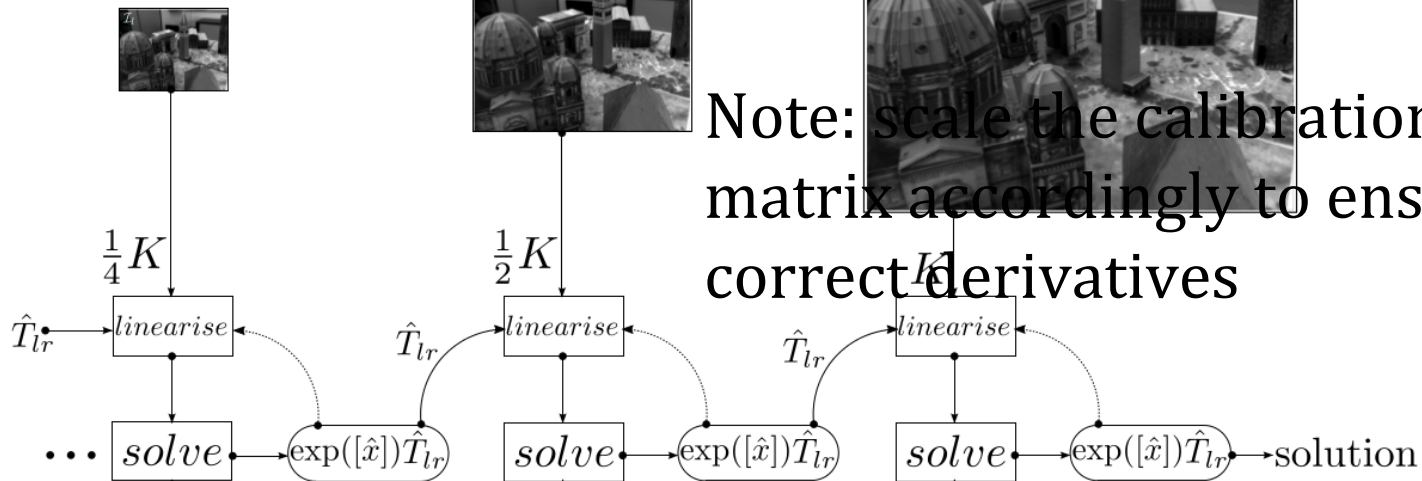 Note: scale the calibration
matrix accordingly to ens
correct derivatives
1/4 K
1/2 K
K
T̂lr
linearise
T̂lr
linearise
T̂lr
linearise
... solve
exp([x̂])T̂lr
solve
exp([x̂])T̂lr
solve
exp([x̂])T̂lr
solution